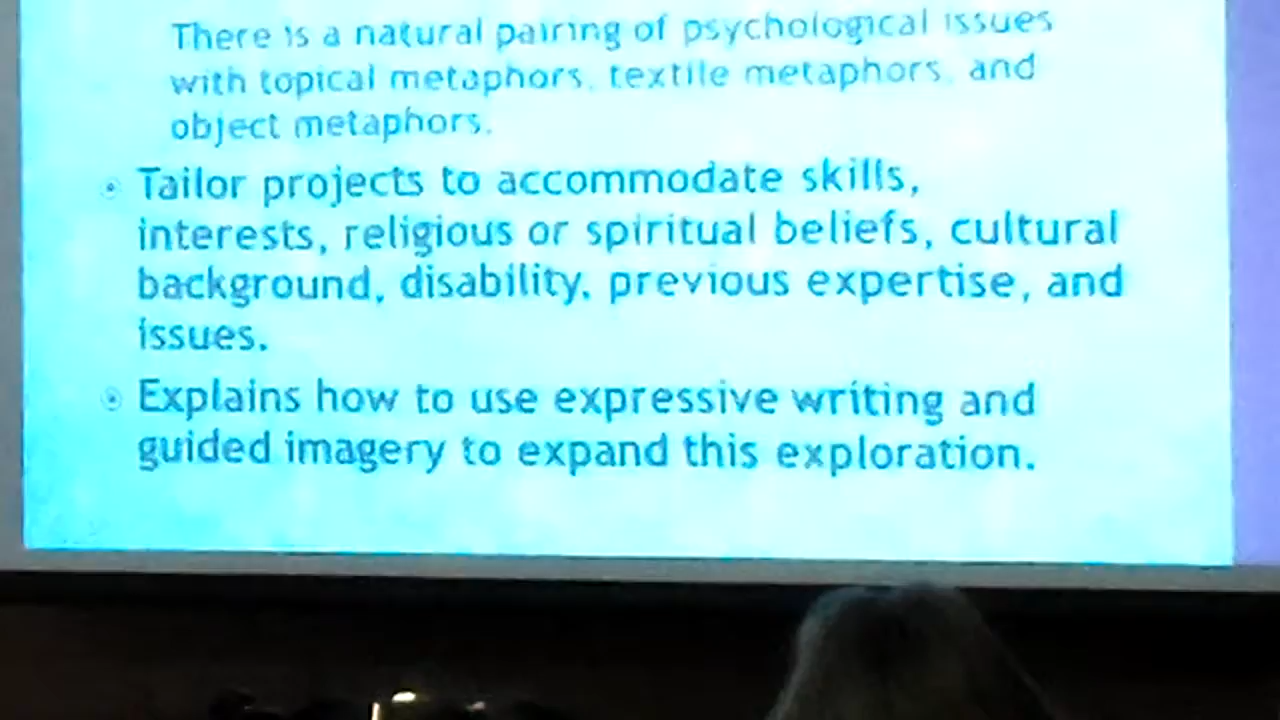 There is a natural pairing of psychological issues
with topical metaphors, textile metaphors, and
object metaphors.
Tailor projects to accommodate skills,
interests, religious or spiritual beliefs, cultural
background, disability, previous expertise, and
issues.
Explains how to use expressive writing and
guided imagery to expand this exploration.